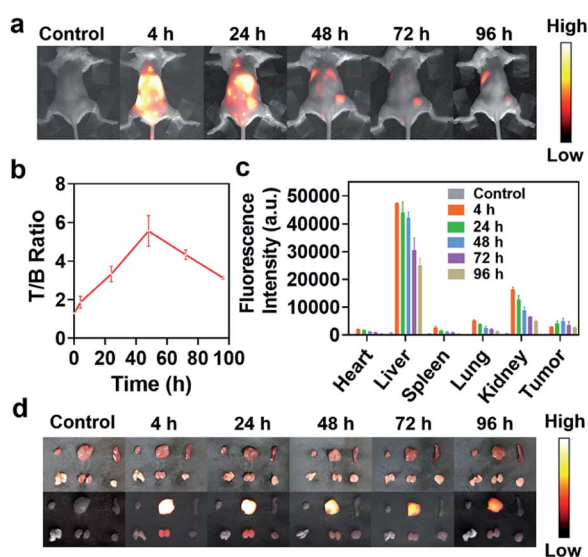 a
Control 4 h 24 h 48 h 72 h 96 h
High
Low
b
T/B Ratio
8
6
4
2
0
0 20 40 60 80 100
Time (h)
c
Fluorescence
Intensity (a.u.)
50000
40000
30000
20000
10000
0
Control
4 h
24 h
48 h
72 h
96 h
Heart
Liver
Spleen
Lung
Kidney
Tumor
d
Control 4 h 24 h 48 h 72 h 96 h
High
Low